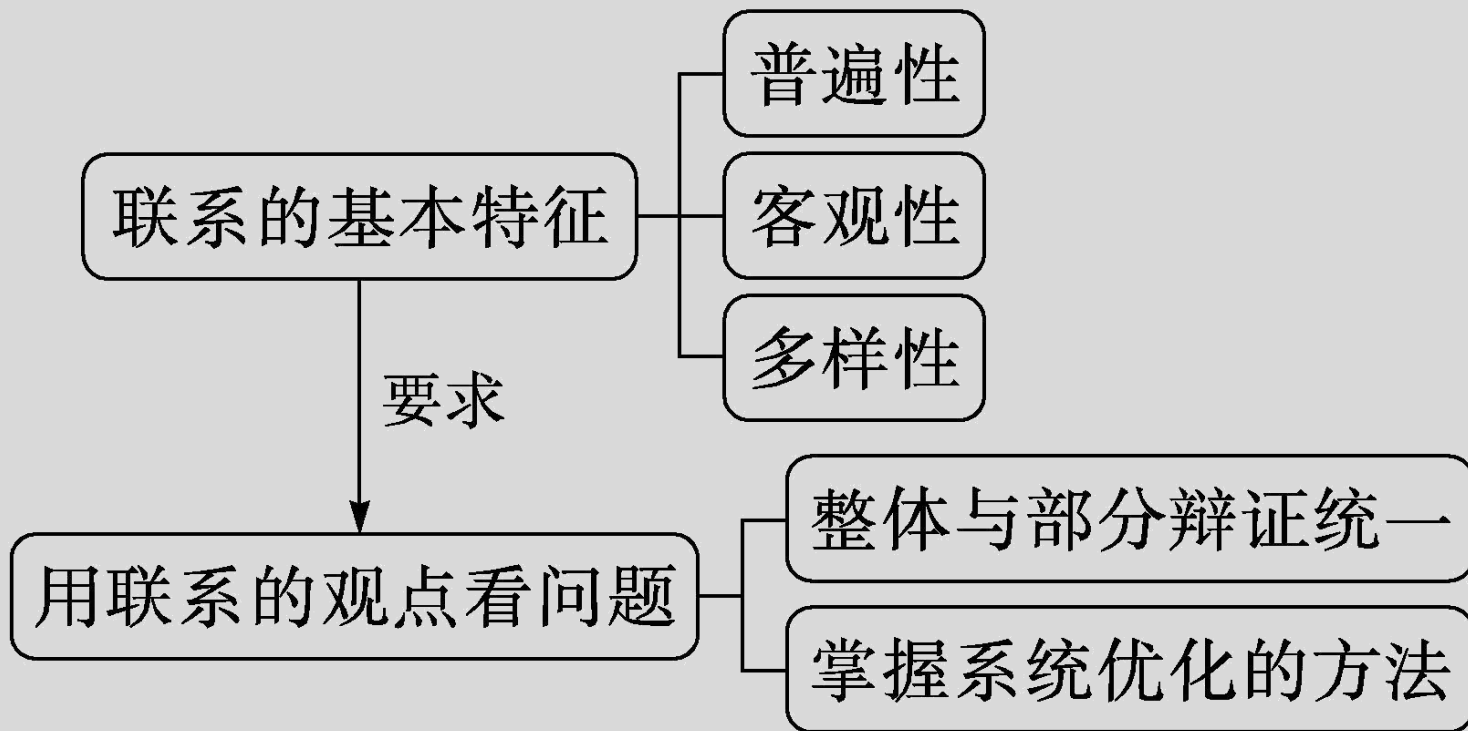 普遍性
联系的基本特征
客观性
多样性
要求
整体与部分辩证统一
用联系的观点看问题
掌握系统优化的方法